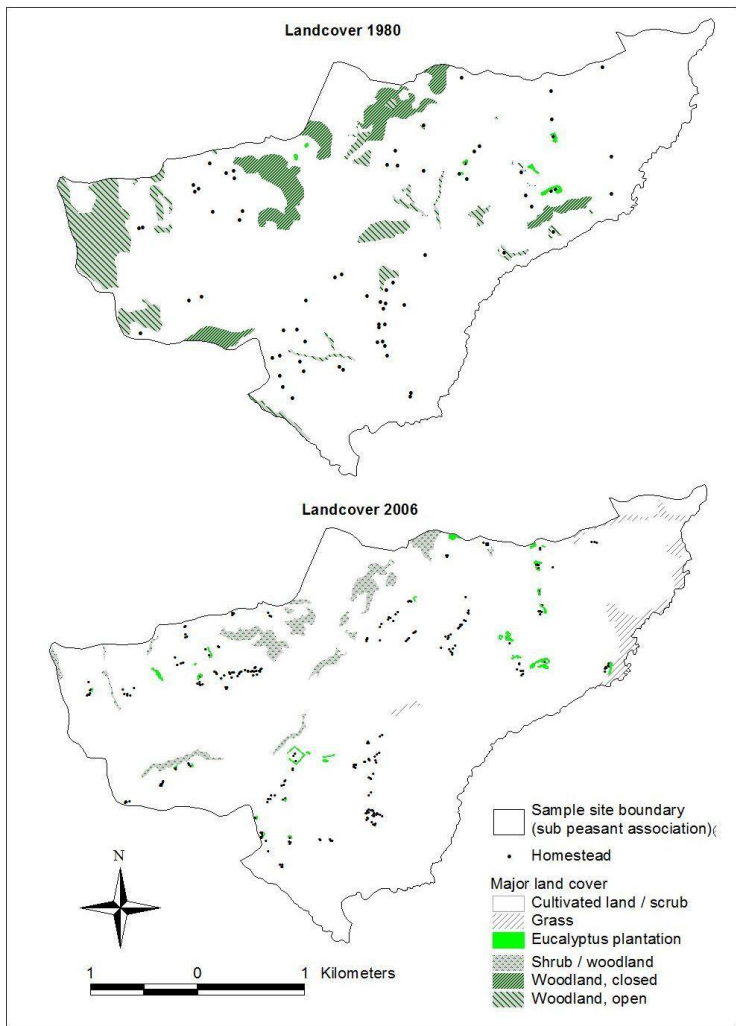 Landcover 1980
Landcover 2006
Sample site boundary
(sub peasant association)(
Homestead
Major land cover
Cultivated land / scrub
Grass
Eucalyptus plantation
Shrub / woodland
Woodland, closed
Woodland, open
N
1 0 1 Kilometers